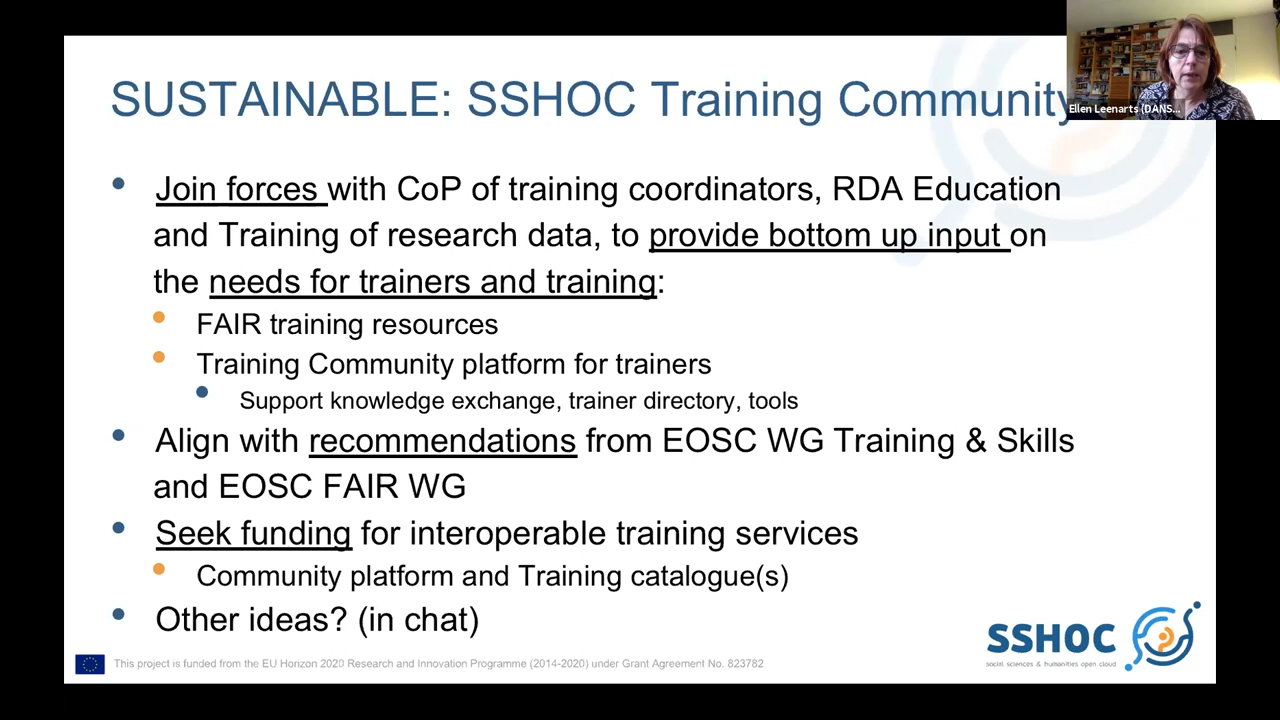 SUSTAINABLE: SSHOC Training Community
Ellen Leenarts (DANS...
• Join forces with CoP of training coordinators, RDA Education
and Training of research data, to provide bottom up input on
the needs for trainers and training:
• FAIR training resources
• Training Community platform for trainers
• Support knowledge exchange, trainer directory, tools
• Align with recommendations from EOSC WG Training & Skills
and EOSC FAIR WG
• Seek funding for interoperable training services
• Community platform and Training catalogue(s)
• Other ideas? (in chat)
This project is funded from the EU Horizon 2020 Research and Innovation Programme (2014-2020) under Grant Agreement No. 823782
SSHOC
social sciences & humanities open cloud